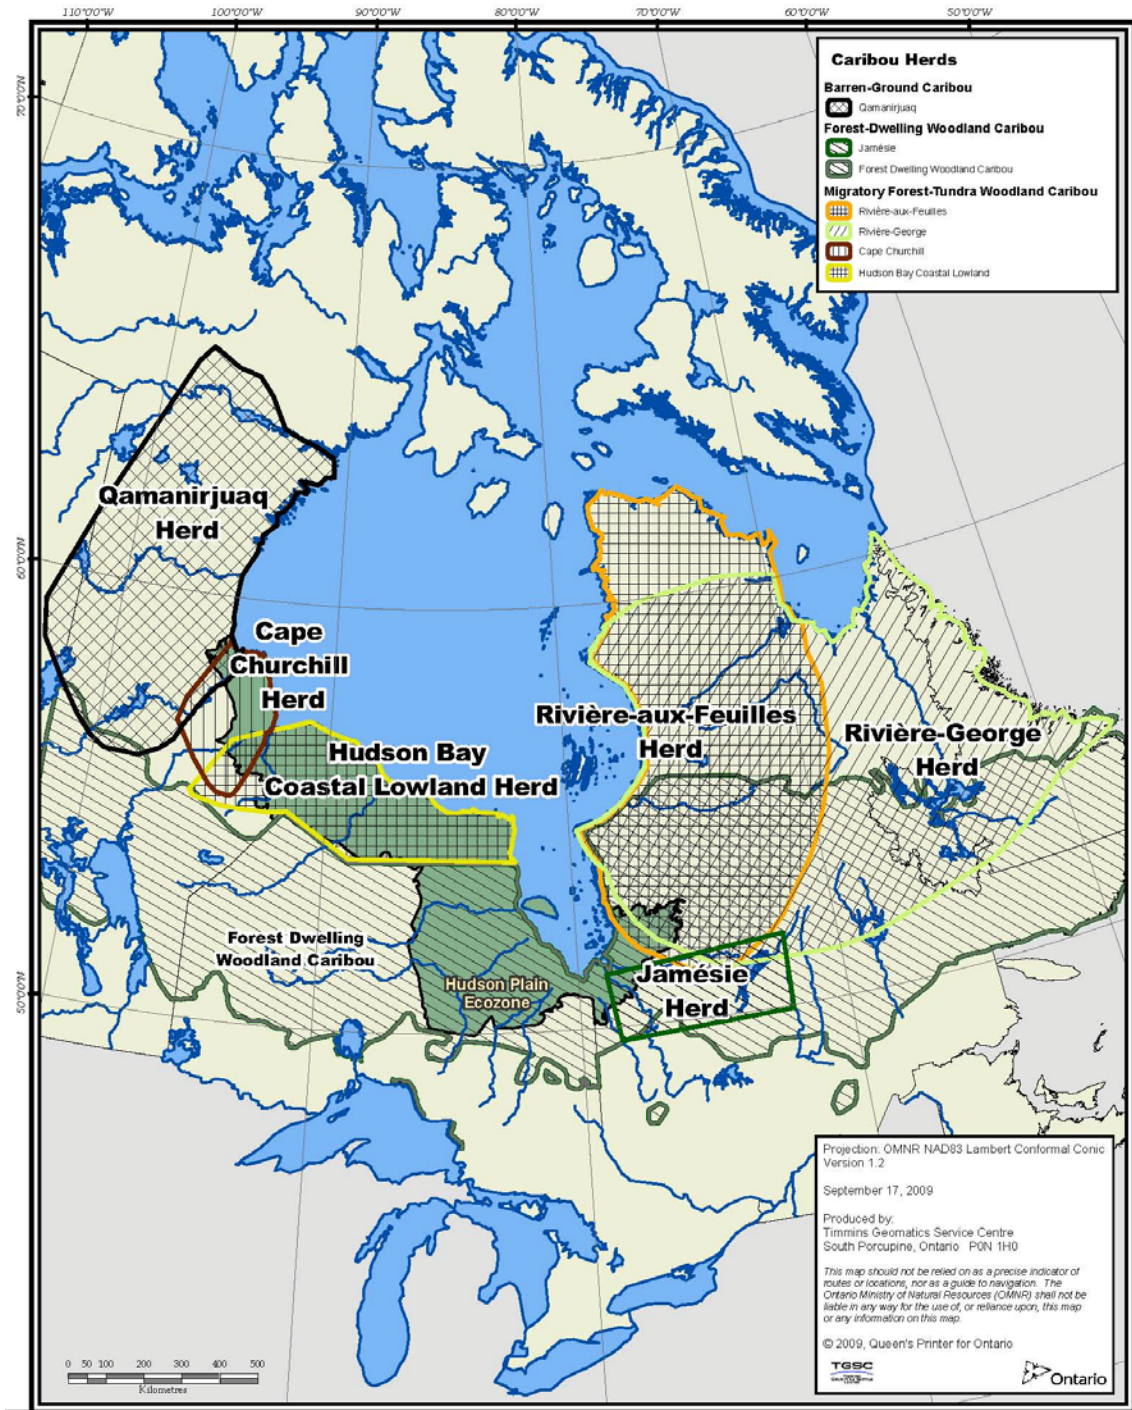 110°0'0"W
100°0'0"W
90°0'0"W
80°0'0"W
70°0'0"W
60°0'0"W
50°0'0"W
70°0'0"N
60°0'0"N
50°0'0"N
Caribou Herds
Barren-Ground Caribou
Qamanirjuaq
Forest-Dwelling Woodland Caribou
Jamésie
Forest Dwelling Woodland Caribou
Migratory Forest-Tundra Woodland Caribou
Rivière-aux-Feuilles
Rivière-George
Cape Churchill
Hudson Bay Coastal Lowland
Qamanirjuaq
Herd
Cape
Churchill
Herd
Hudson Bay
Coastal Lowland Herd
Rivière-aux-Feuilles
Herd
Rivière-George
Herd
Forest Dwelling
Woodland Caribou
Hudson Plain
Ecozone
Jamésie
Herd
Projection: OMNR NAD83 Lambert Conformal Conic
Version 1.2
September 17, 2009
Produced by:
Timmins Geomatics Service Centre
South Porcupine, Ontario P0N 1H0
This map should not be relied on as a precise indicator of
routes or locations, nor as a guide to navigation. The
Ontario Ministry of Natural Resources (OMNR) shall not be
liable in any way for the use of, or reliance upon, this map
or any information on this map.
© 2009, Queen's Printer for Ontario
TGSC
Ontario
0 50 100 200 300 400 500
Kilometres